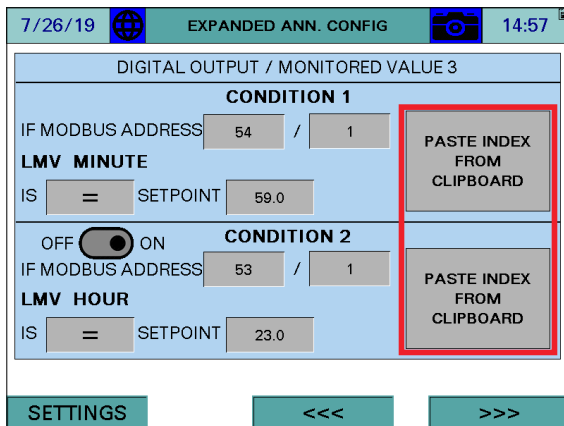 7/26/19 EXPANDED ANN. CONFIG 14:57
DIGITAL OUTPUT / MONITORED VALUE 3
CONDITION 1
IF MODBUS ADDRESS 54 / 1
LMV MINUTE
IS = SETPOINT 59.0
PASTE INDEX
FROM
CLIPBOARD
OFF ON CONDITION 2
IF MODBUS ADDRESS 53 / 1
LMV HOUR
IS = SETPOINT 23.0
PASTE INDEX
FROM
CLIPBOARD
SETTINGS <<< >>>